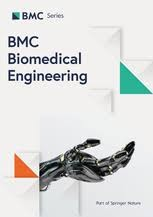 BMC Series
BMC
Biomedical
Engineering
Part of Springer Nature